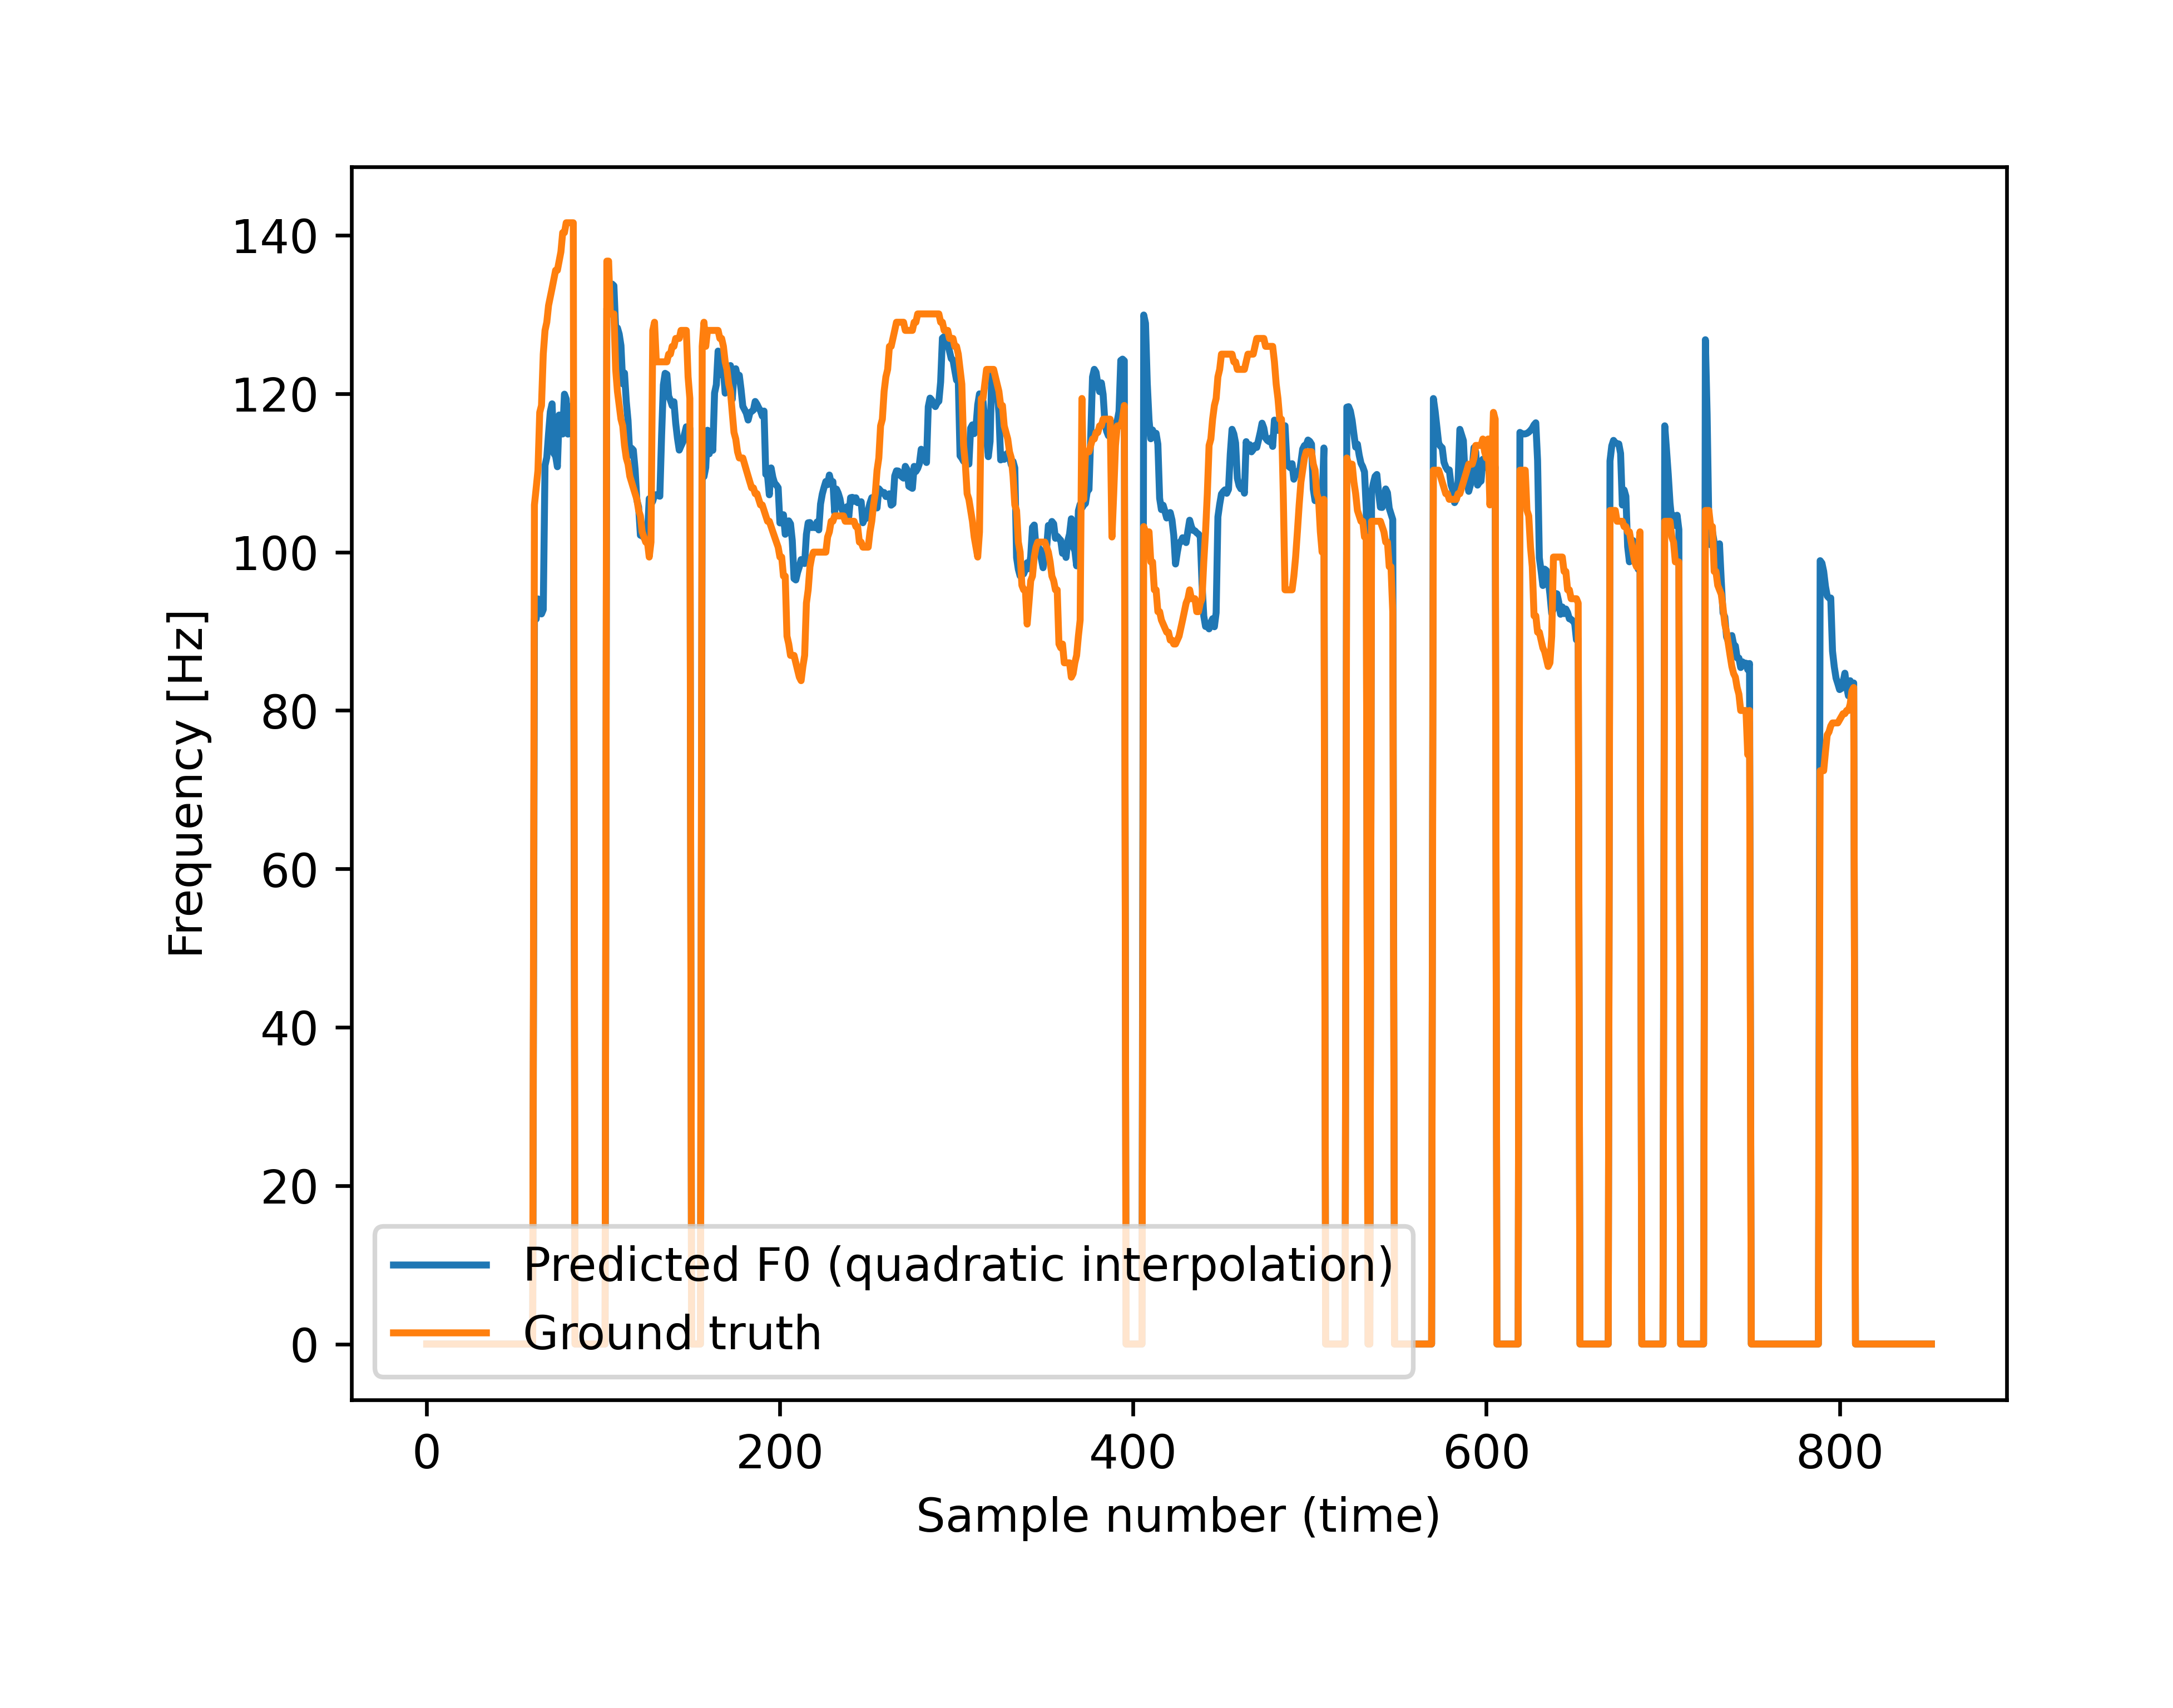 140
120
100
80
60
40
20
0
Frequency [Hz]
Predicted F0 (quadratic interpolation)
Ground truth
0 200 400 600 800
Sample number (time)